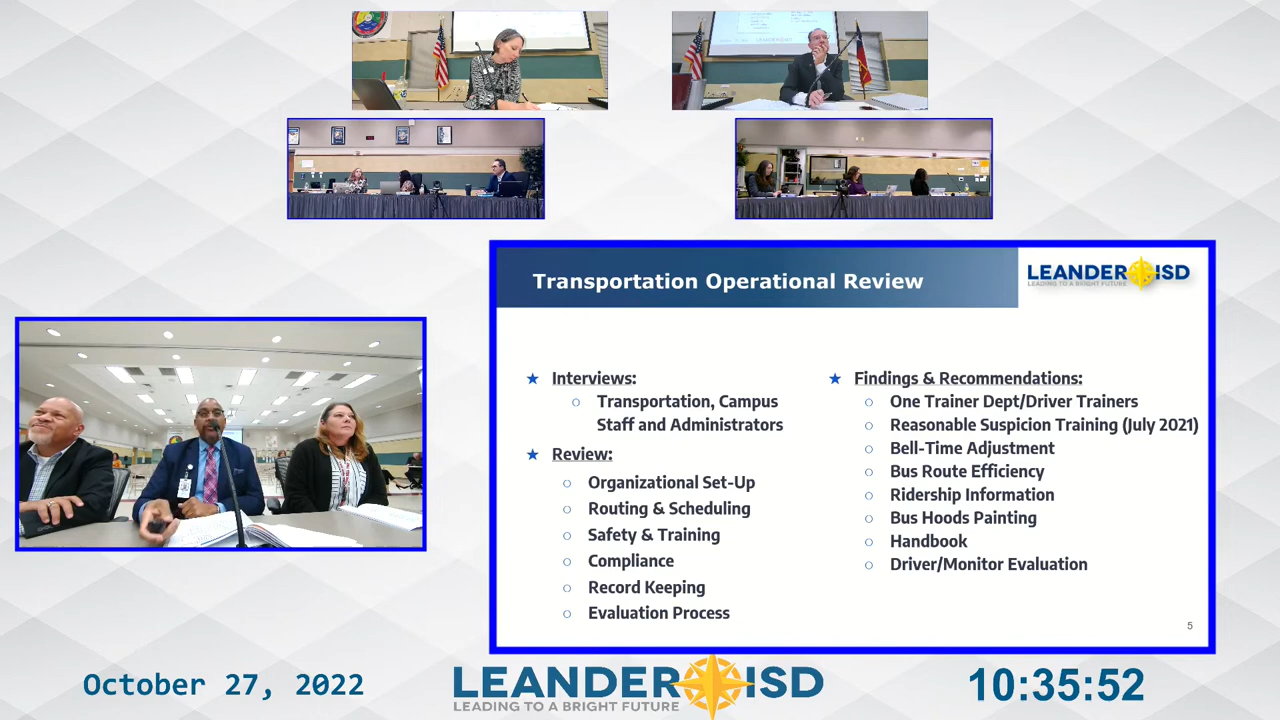 Transportation Operational Review
LEANDER ISD
LEADING TO A BRIGHT FUTURE
★ Interviews:
○ Transportation, Campus
Staff and Administrators
★ Review:
○ Organizational Set-Up
○ Routing & Scheduling
○ Safety & Training
○ Compliance
○ Record Keeping
○ Evaluation Process
★ Findings & Recommendations:
○ One Trainer Dept/Driver Trainers
○ Reasonable Suspicion Training (July 2021)
○ Bell-Time Adjustment
○ Bus Route Efficiency
○ Ridership Information
○ Bus Hoods Painting
○ Handbook
○ Driver/Monitor Evaluation
5
October 27, 2022
LEANDER ISD
LEADING TO A BRIGHT FUTURE
10:35:52